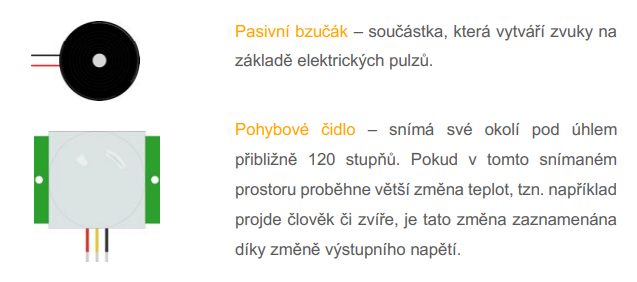 Pasivní bzučák – součástka, která vytváří zvuky na
základě elektrických pulzů.
Pohybové čidlo – snímá své okolí pod úhlem
přibližně 120 stupňů. Pokud v tomto snímaném
prostoru proběhne větší změna teplot, tzn. například
projde člověk či zvíře, je tato změna zaznamenána
díky změně výstupního napětí.